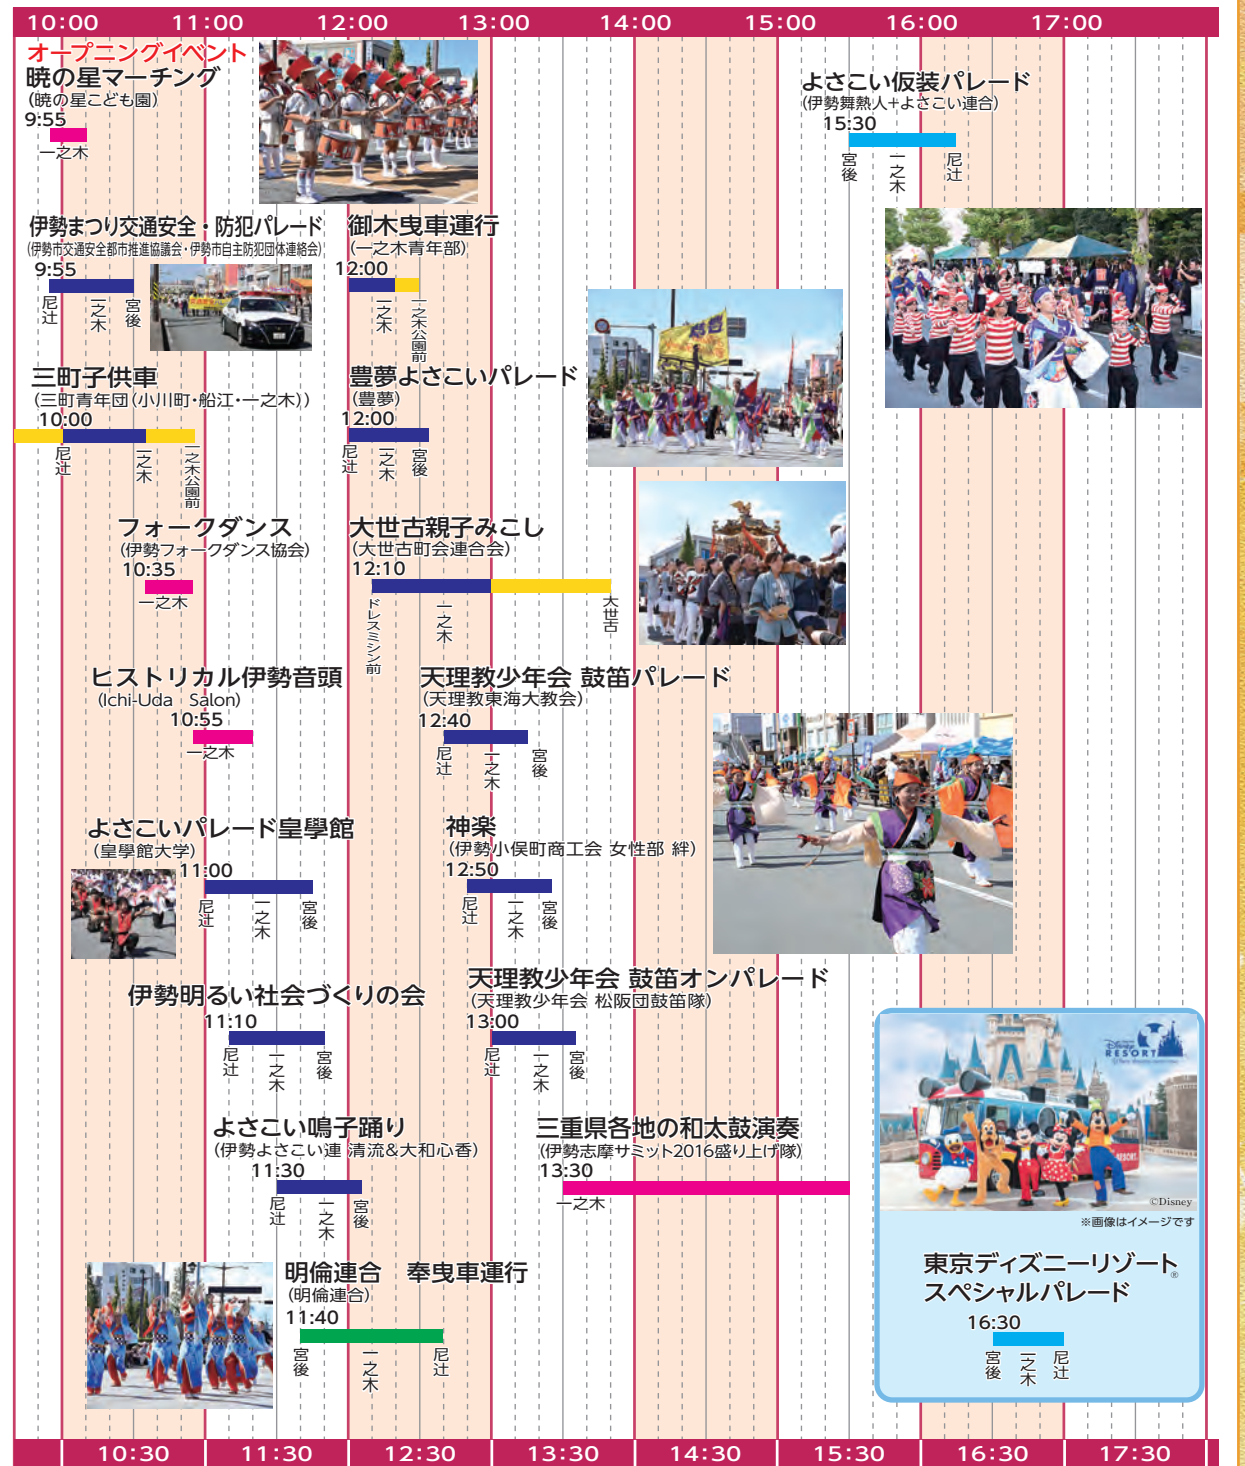 10:00 11:00 12:00 13:00 14:00 15:00 16:00 17:00
オープニングイベント
暁の星マーチング
(暁の星こども園)
9:55
一之木
よさこい仮装パレード
(伊勢舞熱人+よさこい連合)
15:30
宮後 一之木 尼辻
伊勢まつり交通安全・防犯パレード
(伊勢市交通安全都市推進協議会・伊勢市自主防犯団体連絡会)
9:55
尼辻 一之木 宮後
御木曳車運行
(一之木青年部)
12:00
一之木 一之木公園前
三町子供車
(三町青年団(小川町・船江・一之木))
10:00
尼辻 一之木 一之木公園前
豊夢よさこいパレード
(豊夢)
12:00
尼辻 一之木 宮後
フォークダンス
(伊勢フォークダンス協会)
10:35
一之木
大世古親子みこし
(大世古町会連合会)
12:10
ドレスミシン前 一之木 大世古
ヒストリカル伊勢音頭
(Ichi-Uda Salon)
10:55
一之木
天理教少年会 鼓笛パレード
(天理教東海大教会)
12:40
尼辻 一之木 宮後
よさこいパレード皇學館
(皇學館大学)
11:00
尼辻 一之木 宮後
神楽
(伊勢小俣町商工会 女性部 絆)
12:50
尼辻 一之木 宮後
伊勢明るい社会づくりの会
11:10
尼辻 一之木 宮後
天理教少年会 鼓笛オンパレード
(天理教少年会 松阪団鼓笛隊)
13:00
尼辻 一之木 宮後
よさこい鳴子踊り
(伊勢よさこい連 清流&大和心香)
11:30
尼辻 一之木 宮後
三重県各地の和太鼓演奏
(伊勢志摩サミット2016盛り上げ隊)
13:30
一之木
明倫連合 奉曳車運行
(明倫連合)
11:40
宮後 一之木 尼辻
Disney
RESORT
©Disney
※画像はイメージです
東京ディズニーリゾート®
スペシャルパレード
16:30
宮後 一之木 尼辻
10:30 11:30 12:30 13:30 14:30 15:30 16:30 17:30